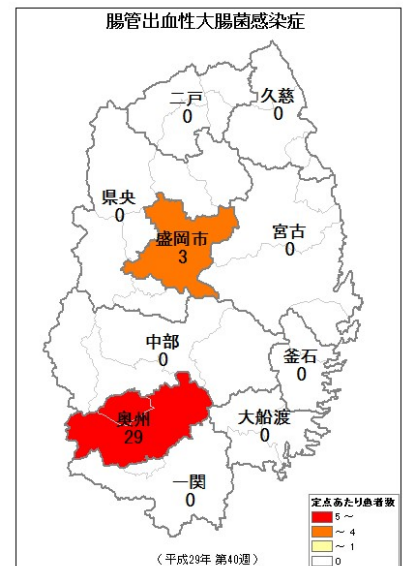 腸管出血性大腸菌感染症
二戸
0
久慈
0
県央
0
盛岡市
3
宮古
0
中部
0
釜石
0
奥州
29
大船渡
0
一関
0
定点あたり患者数
5 ~
~ 4
~ 1
0
(平成29年 第40週)